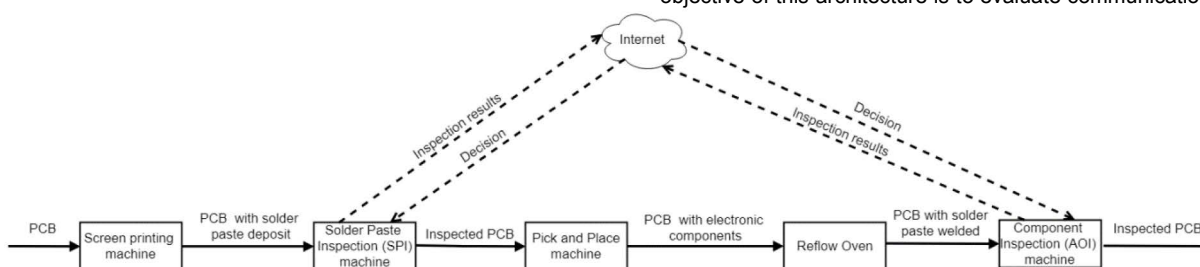 objective of this architecture is to evaluate communicatio
Internet
Inspection results
Decision
Decision
Inspection results
PCB
Screen printing
machine
PCB with solder
paste deposit
Solder Paste
Inspection (SPI)
machine
Inspected PCB
Pick and Place
machine
PCB with electronic
components
Reflow Oven
PCB with solder
paste welded
Component
Inspection (AOI)
machine
Inspected PCB